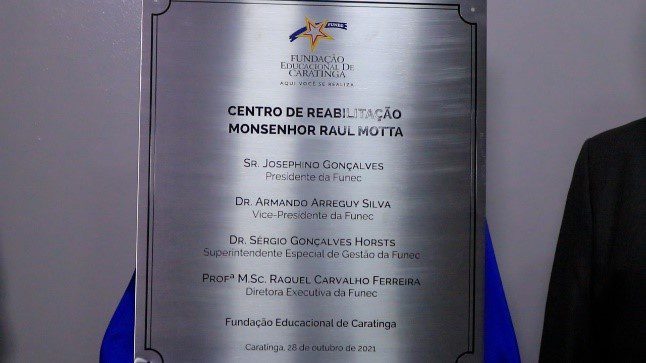 FUNEC
FUNDAÇÃO
EDUCACIONAL DE
CARATINGA
AQUI VOCÊ SE REALIZA
CENTRO DE REABILITAÇÃO
MONSENHOR RAUL MOTTA
SR. JOSEPHINO GONÇALVES
Presidente da Funec
DR. ARMANDO ARREGUY SILVA
Vice-Presidente da Funec
DR. SÉRGIO GONÇALVES HORSTS
Superintendente Especial de Gestão da Funec
PROFª M.SC. RAQUEL CARVALHO FERREIRA
Diretora Executiva da Funec
Fundação Educacional de Caratinga
Caratinga, 28 de outubro de 2021